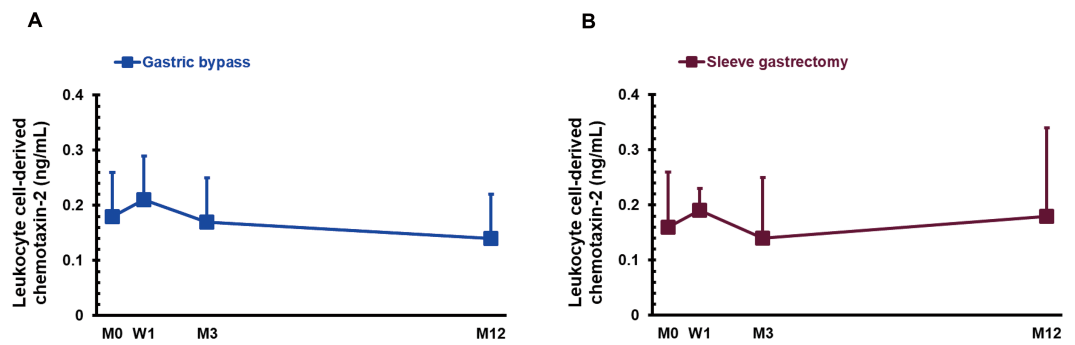 A
Gastric bypass
Leukocyte cell-derived
chemotaxin-2 (ng/mL)
0.4
0.3
0.2
0.1
0
M0 W1 M3 M12
B
Sleeve gastrectomy
Leukocyte cell-derived
chemotaxin-2 (ng/mL)
0.4
0.3
0.2
0.1
0
M0 W1 M3 M12